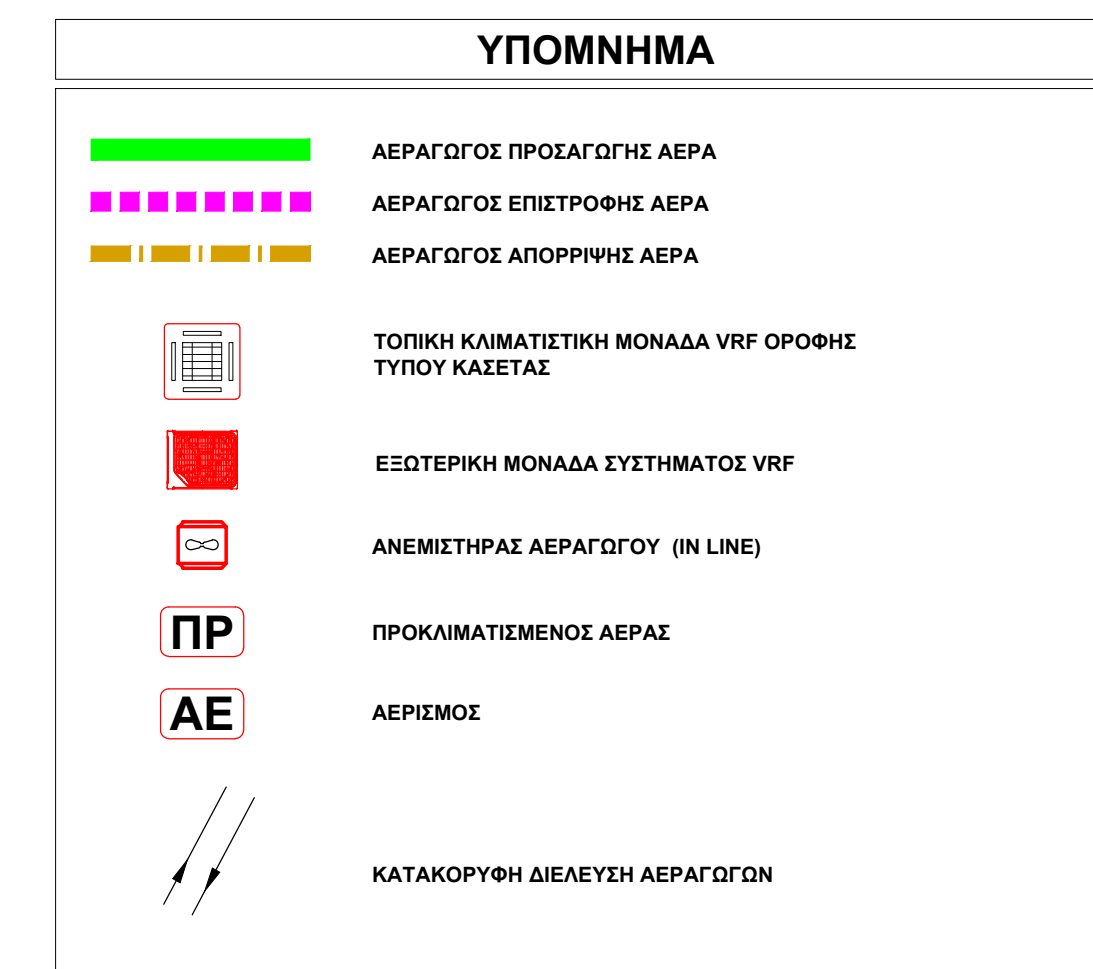 ΥΠΟΜΝΗΜΑ
ΑΕΡΑΓΩΓΟΣ ΠΡΟΣΑΓΩΓΗΣ ΑΕΡΑ
ΑΕΡΑΓΩΓΟΣ ΕΠΙΣΤΡΟΦΗΣ ΑΕΡΑ
ΑΕΡΑΓΩΓΟΣ ΑΠΟΡΡΙΨΗΣ ΑΕΡΑ
ΤΟΠΙΚΗ ΚΛΙΜΑΤΙΣΤΙΚΗ ΜΟΝΑΔΑ VRF ΟΡΟΦΗΣ
ΤΥΠΟΥ ΚΑΣΕΤΑΣ
ΕΞΩΤΕΡΙΚΗ ΜΟΝΑΔΑ ΣΥΣΤΗΜΑΤΟΣ VRF
ΑΝΕΜΙΣΤΗΡΑΣ ΑΕΡΑΓΩΓΟΥ (IN LINE)
ΠΡ ΠΡΟΚΛΙΜΑΤΙΣΜΕΝΟΣ ΑΕΡΑΣ
ΑΕ ΑΕΡΙΣΜΟΣ
ΚΑΤΑΚΟΡΥΦΗ ΔΙΕΛΕΥΣΗ ΑΕΡΑΓΩΓΩΝ